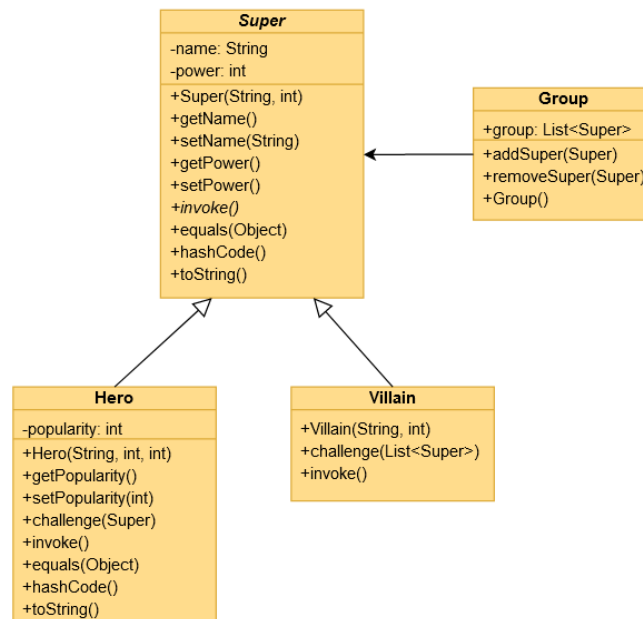 Super
-name: String
-power: int
+Super(String, int)
+getName()
+setName(String)
+getPower()
+setPower()
+invoke()
+equals(Object)
+hashCode()
+toString()
Group
+group: List<Super>
+addSuper(Super)
+removeSuper(Super)
+Group()
Hero
-popularity: int
+Hero(String, int, int)
+getPopularity()
+setPopularity(int)
+challenge(Super)
+invoke()
+equals(Object)
+hashCode()
+toString()
Villain
+Villain(String, int)
+challenge(List<Super>)
+invoke()